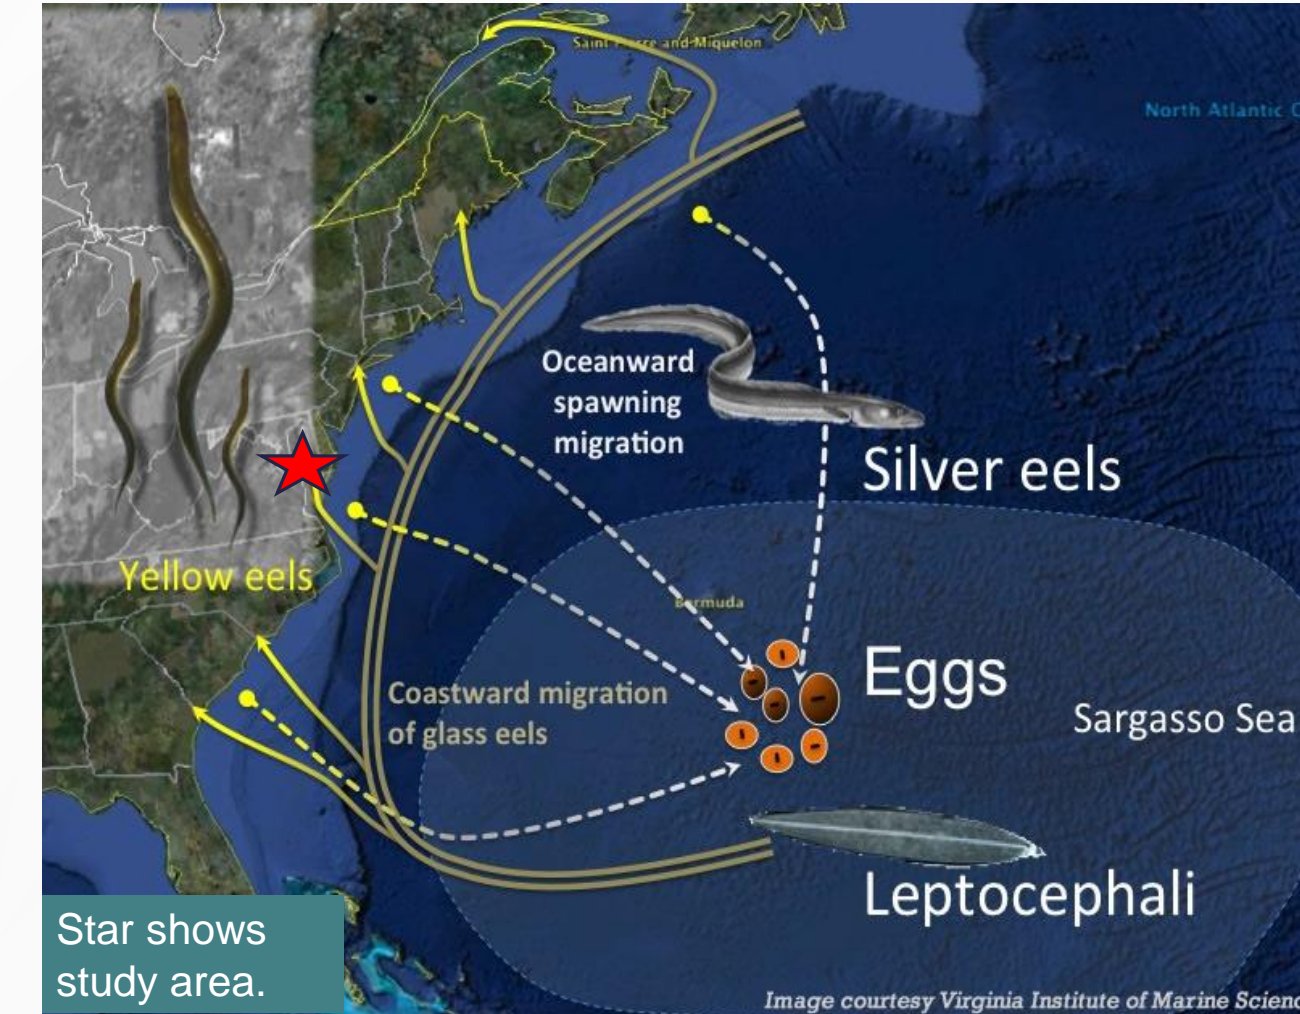 Saint Pierre and Miquelon
North Atlantic
Oceanward
spawning
migration
Silver eels
Yellow eels
Bermuda
Eggs
Coastward migration
of glass eels
Sargasso Sea
Leptocephali
Star shows
study area.
Image courtesy Virginia Institute of Marine